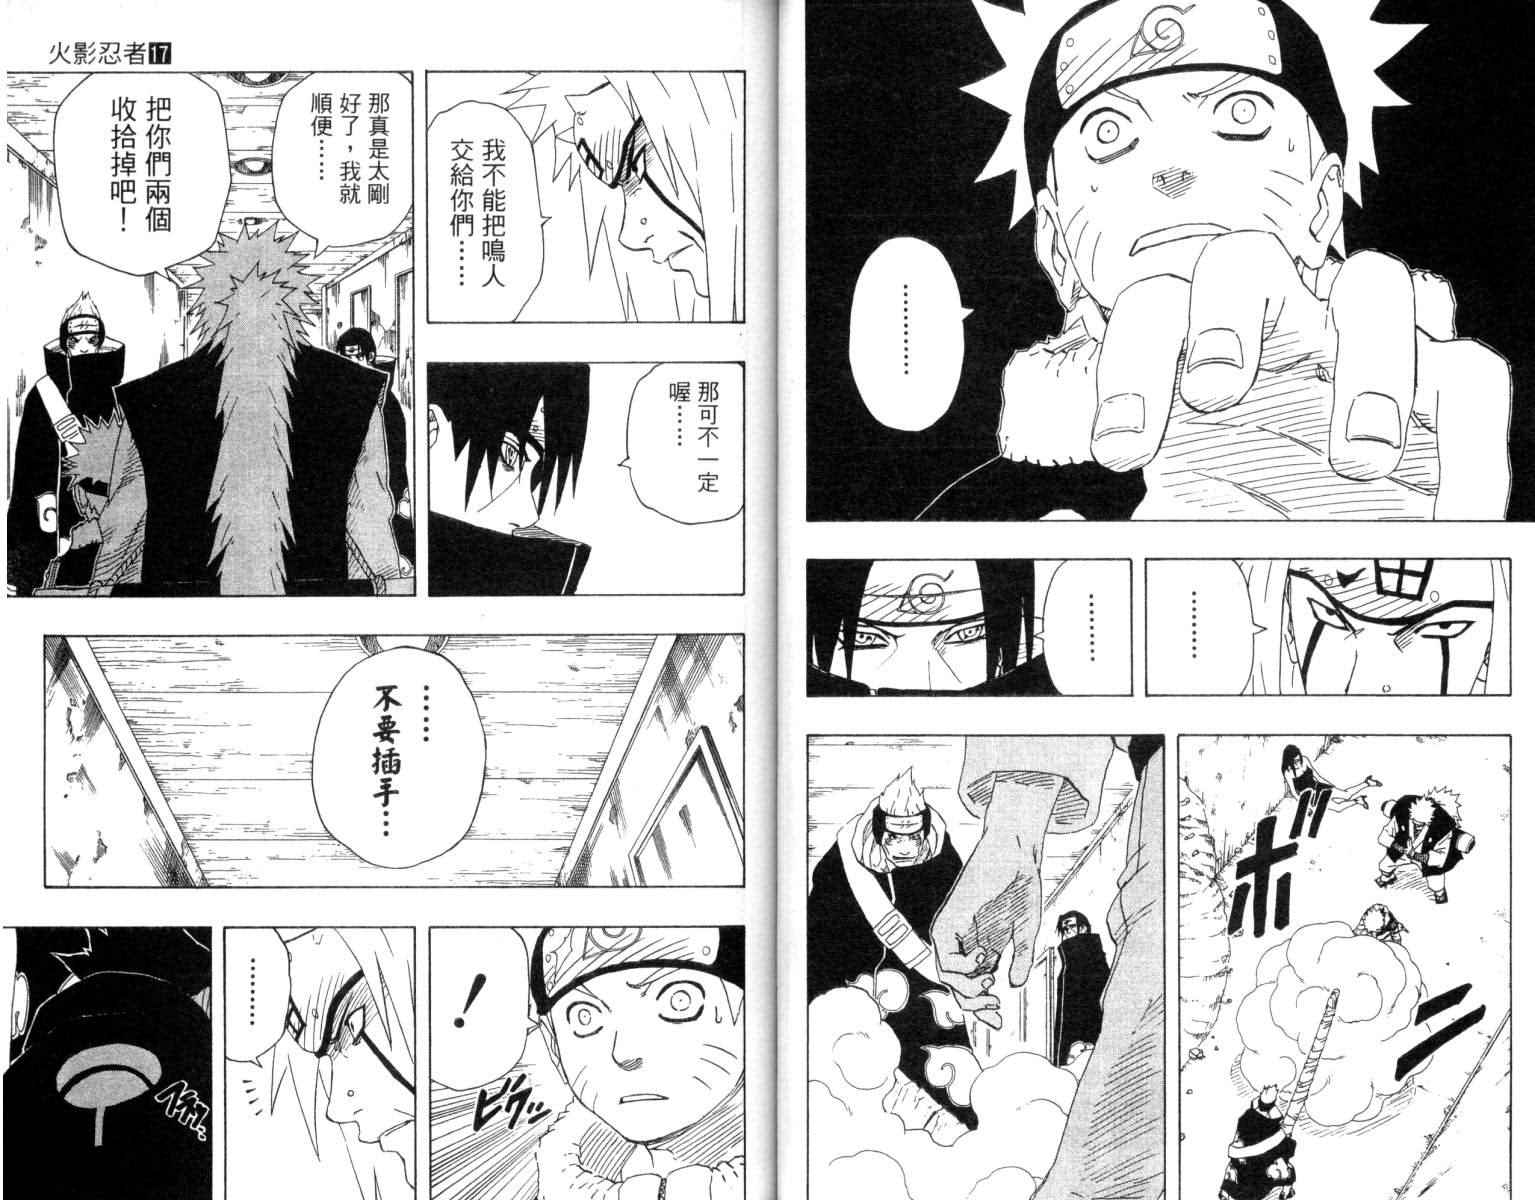 火影忍者17
…………
…………
…………
ボン
我不能把鳴人
交給你們……
那可不一定
喔……
那真是太剛
好了，我就
順便……
把你們兩個
收拾掉吧！
……
不要插手…
！
ビクッ
…………